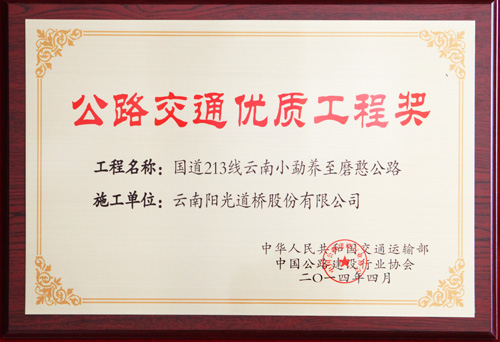 公路交通优质工程奖
工程名称：国道213线云南小勐养至磨憨公路
施工单位：云南阳光道桥股份有限公司
中华人民共和国交通运输部
中国公路建设行业协会
二〇一四年四月